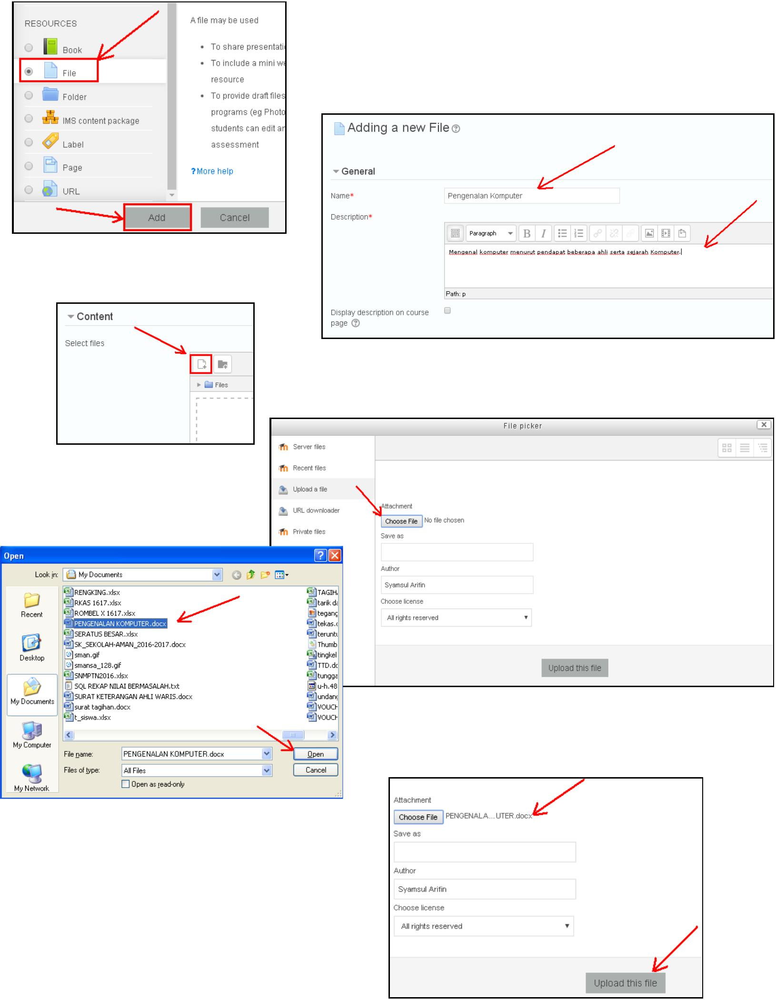 RESOURCES
Book
File
Folder
IMS content package
Label
Page
URL
A file may be used
To share presentati
To include a mini we
resource
To provide draft files
programs (eg Photo
students can edit an
assessment
?More help
Add
Cancel
Adding a new File ?
General
Name*
Pengenalan Komputer
Description*
Paragraph
B I
Mengenal komputer menurut pendapat beberapa ahli serta sejarah Komputer.
Path: p
Display description on course
page ?
Content
Select files
Files
File picker
Server files
Recent files
Upload a file
URL downloader
Private files
Attachment
Choose File No file chosen
Save as
Author
Syamsul Arifin
Choose license
All rights reserved
Upload this file
Open
Look in: My Documents
Recent
Desktop
My Documents
My Computer
My Network
RENGKING.xlsx
RKAS 1617.xlsx
ROMBEL X 1617.xlsx
PENGENALAN KOMPUTER.docx
SERATUS BESAR.xlsx
SK_SEKOLAH-AMAN_2016-2017.docx
sman.gif
smansa_128.gif
SNMPTN2016.xlsx
SQL REKAP NILAI BERMASALAH.txt
SURAT KETERANGAN AHLI WARIS.docx
surat tagihan.docx
t_siswa.xlsx
TAGIH
tarik da
tegang
tekas.d
teruntu
Thumb
tingkel
TTD.do
tungga
u-h.48
undang
VOUCH
VOUCH
File name: PENGENALAN KOMPUTER.docx
Open
Files of type: All Files
Cancel
Open as read-only
Attachment
Choose File PENGENALA...UTER.docx
Save as
Author
Syamsul Arifin
Choose license
All rights reserved
Upload this file